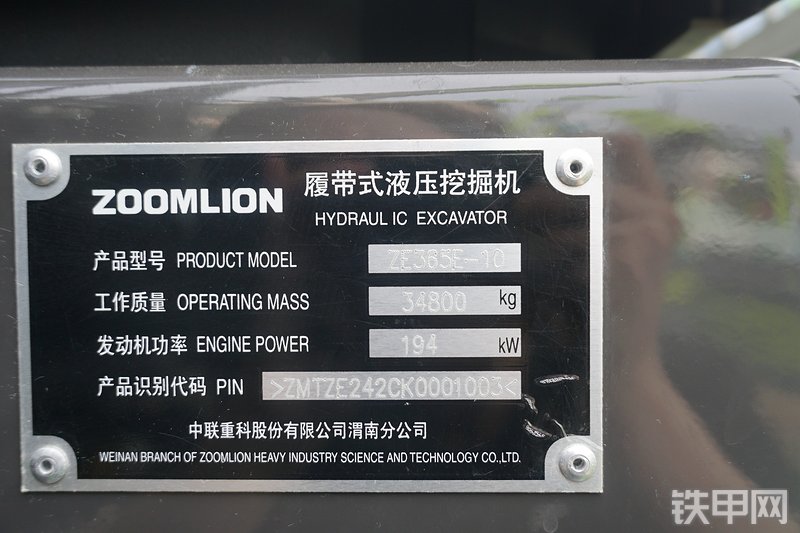 ZOOMLION 履带式液压挖掘机
HYDRAUL IC EXCAVATOR
产品型号 PRODUCT MODEL ZE365E-10
工作质量 OPERATING MASS 34800 kg
发动机功率 ENGINE POWER 194 kW
产品识别代码 PIN >ZMTZE242CK0001003<
中联重科股份有限公司渭南分公司
WEINAN BRANCH OF ZOOMLION HEAVY INDUSTRY SCIENCE AND TECHNOLOGY CO.,LTD.
铁甲网